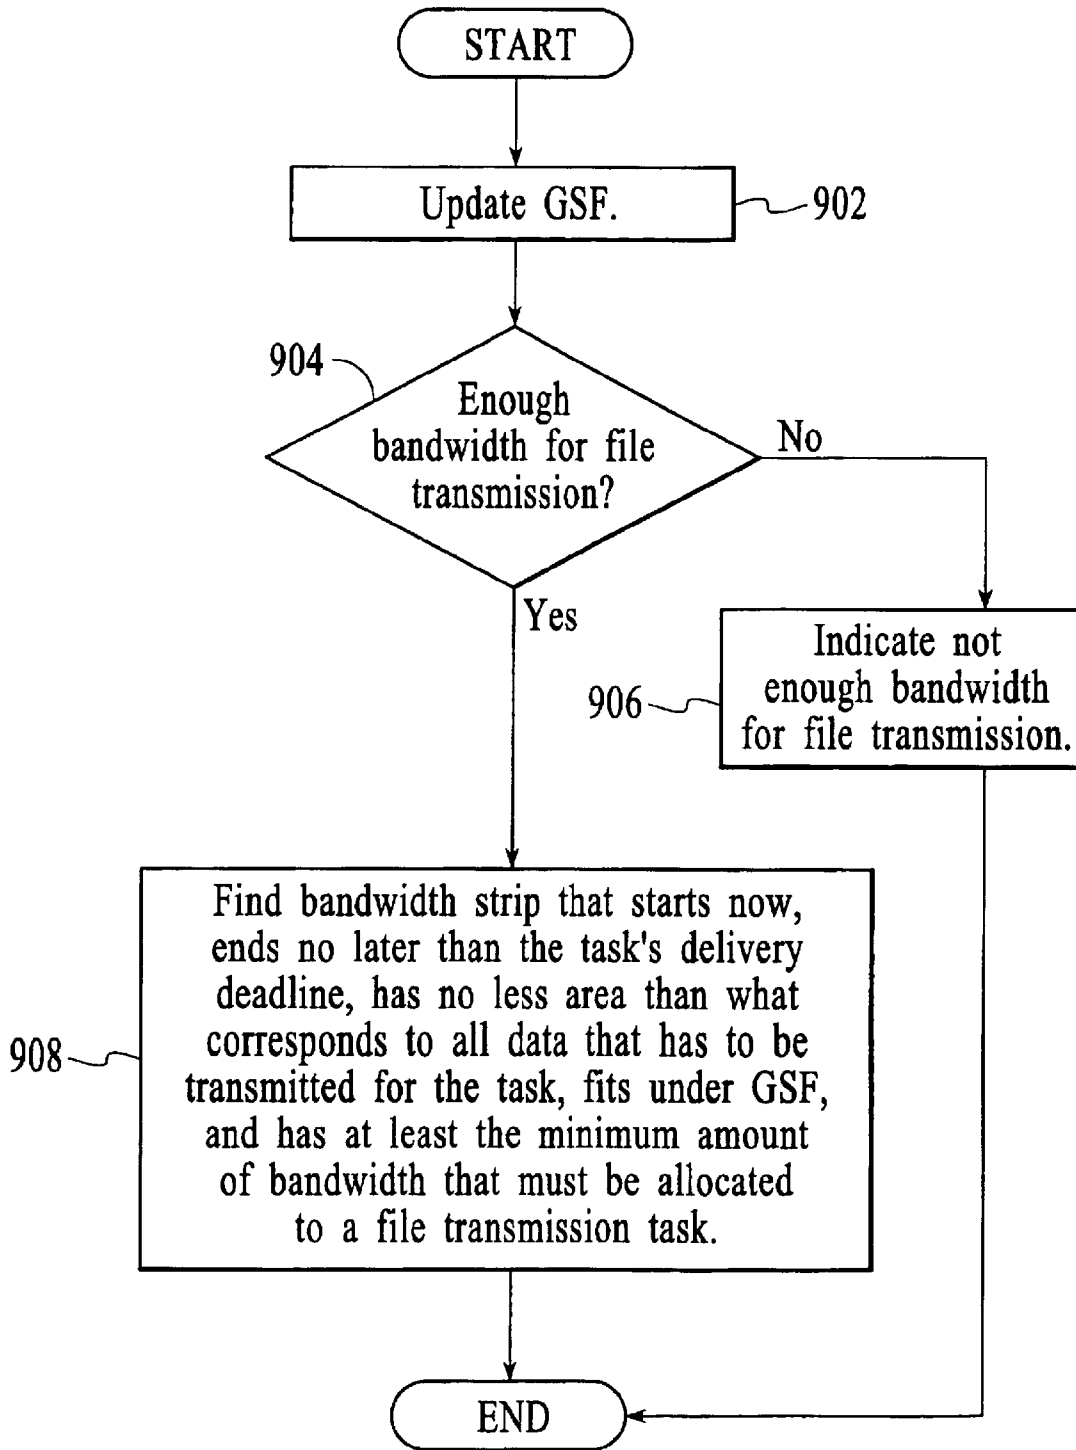 START
Update GSF.
902
904
Enough
bandwidth for file
transmission?
No
Yes
Indicate not
enough bandwidth
for file transmission.
906
Find bandwidth strip that starts now,
ends no later than the task's delivery
deadline, has no less area than what
corresponds to all data that has to be
transmitted for the task, fits under GSF,
and has at least the minimum amount
of bandwidth that must be allocated
to a file transmission task.
908
END